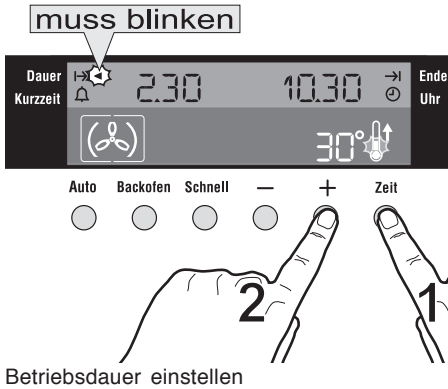 muss blinken
Dauer 2.30 10.30 Ende
Kurzzeit Uhr
30°
Auto Backofen Schnell — + Zeit
2 1
Betriebsdauer einstellen